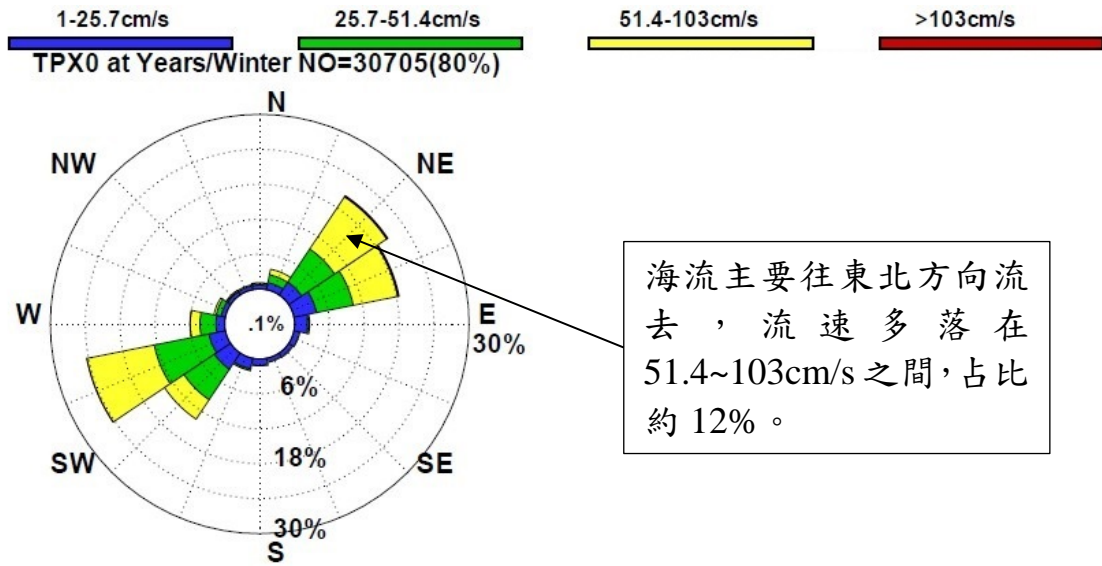 1-25.7cm/s 25.7-51.4cm/s 51.4-103cm/s >103cm/s
TPX0 at Years/Winter NO=30705(80%)
N
NW NE
W .1% E
30%
6%
SW 18% SE
30%
S
海流主要往東北方向流
去，流速多落在
51.4~103cm/s之間，占比
約12%。